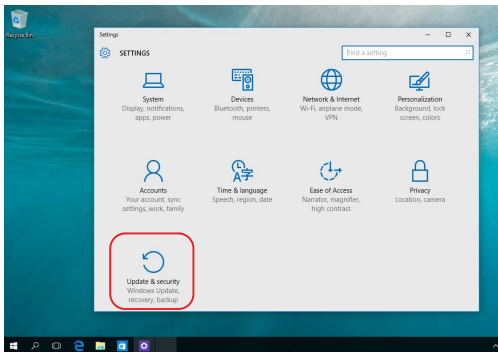 Recycle Bin
Settings
SETTINGS
Find a setting
System
Display, notifications,
apps, power
Devices
Bluetooth, printers,
mouse
Network & Internet
Wi-Fi, airplane mode,
VPN
Personalization
Background, lock
screen, colors
Accounts
Your account, sync
settings, work, family
Time & language
Speech, region, date
Ease of Access
Narrator, magnifier,
high contrast
Privacy
Location, camera
Update & security
Windows Update,
recovery, backup